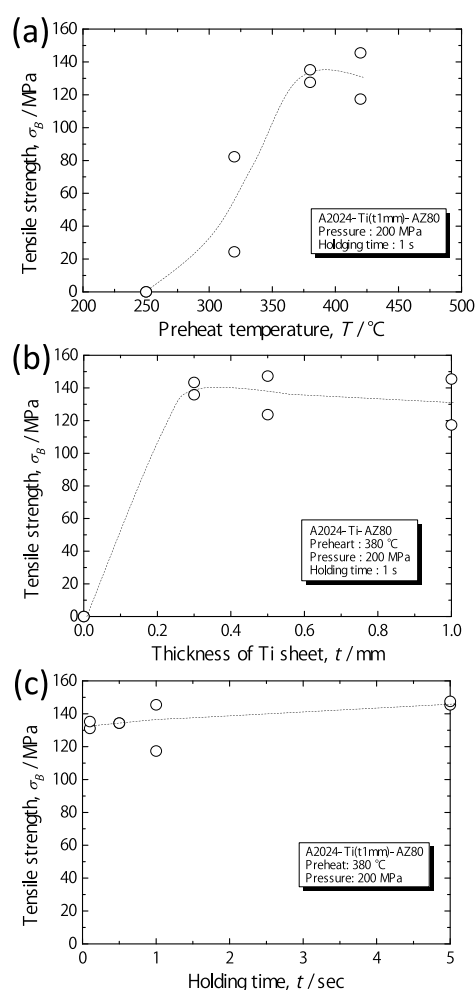 (a)
160
140
120
100
80
60
40
20
0
Tensile strength, σB / MPa
A2024-Ti(t1mm)-AZ80
Pressure : 200 MPa
Holdging time : 1 s
200 250 300 350 400 450 500
Preheat temperature, T / °C
(b)
160
140
120
100
80
60
40
20
0
Tensile strength, σB / MPa
A2024-Ti-AZ80
Preheart : 380 °C
Pressure : 200 MPa
Holding time : 1 s
0.0 0.2 0.4 0.6 0.8 1.0
Thickness of Ti sheet, t / mm
(c)
160
140
120
100
80
60
40
20
0
Tensile strength, σB / MPa
A2024-Ti(t1mm)-AZ80
Preheat: 380 °C
Pressure: 200 MPa
0 1 2 3 4 5
Holding time, t / sec